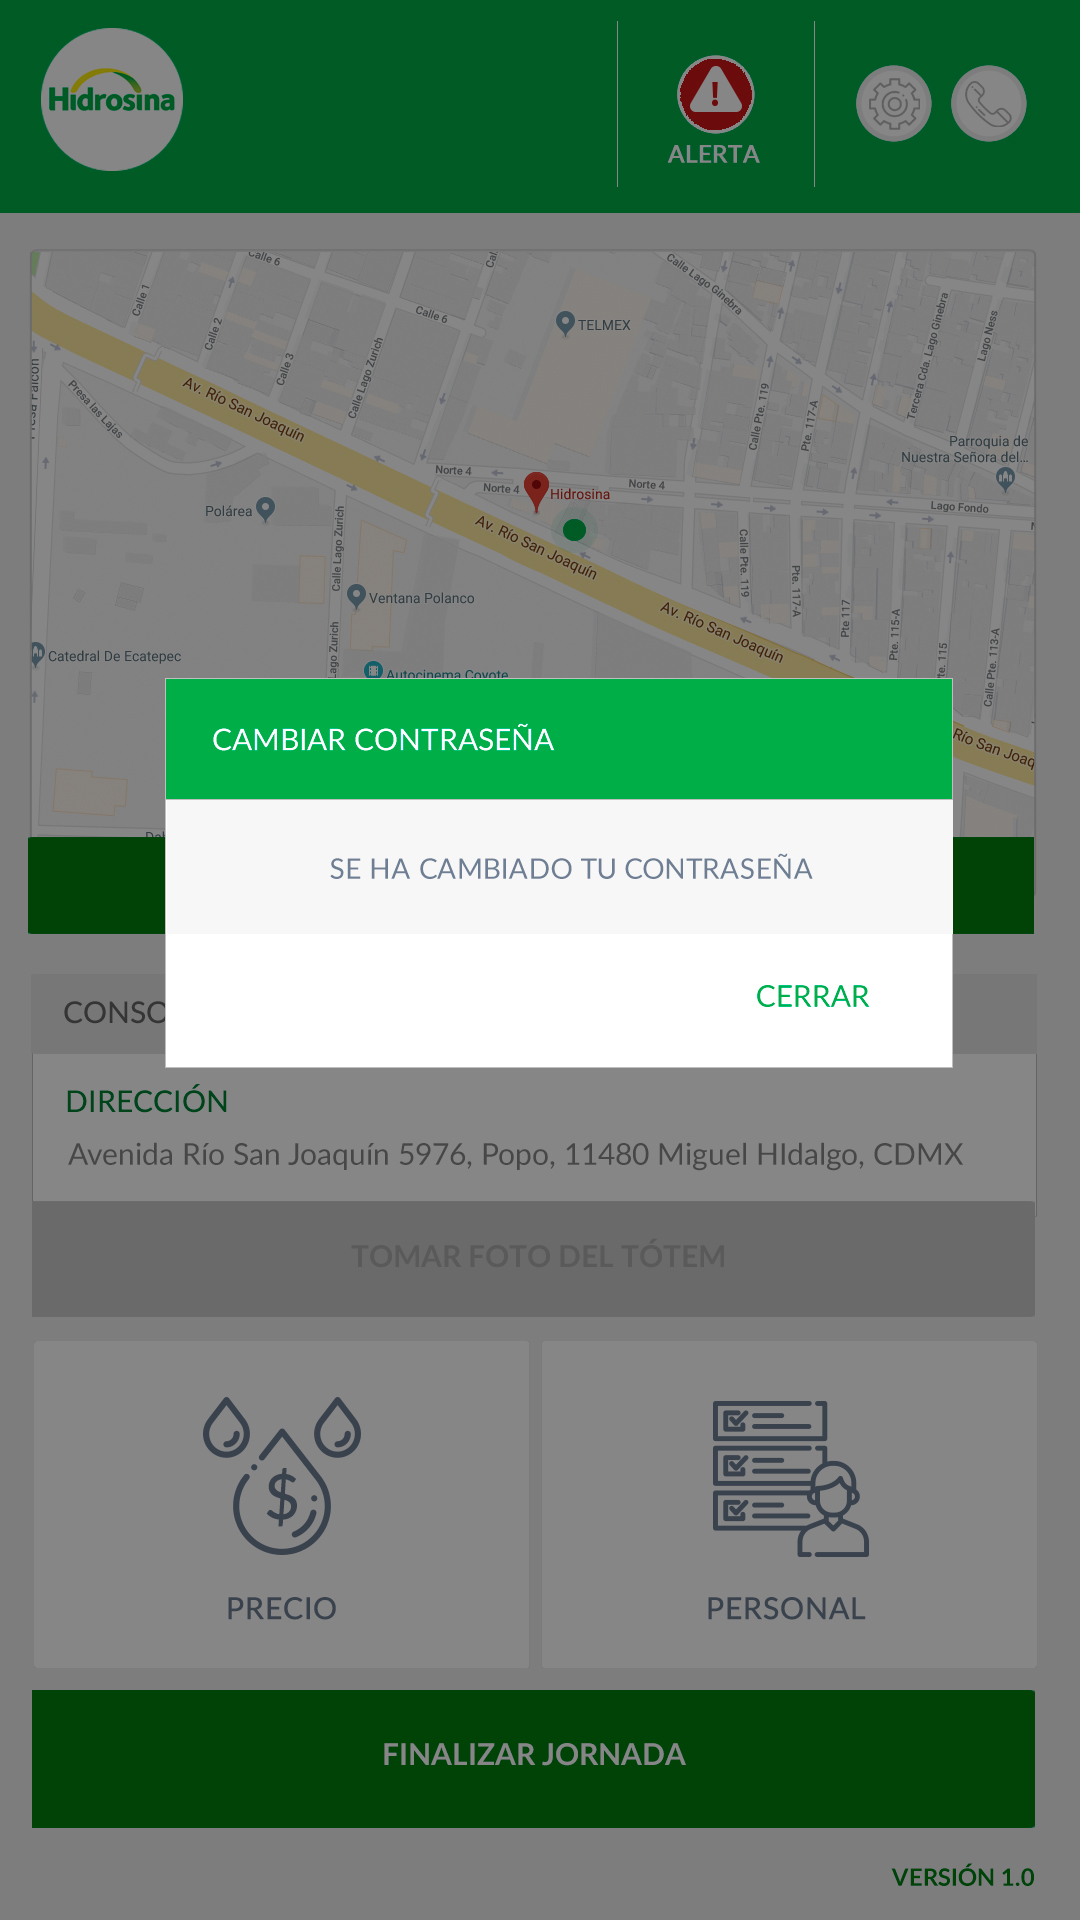 Hidrosina
ALERTA
Calle 6
Calle 1
Calle 2
Calle 3
Calle 6
Calle Lago Zurich
Calle Lago Ginebra
TELMEX
Tercera Cda. Lago Ginebra
Lago Ness
Presa las Lajas
Av. Río San Joaquín
Calle Pte. 119
Pte. 117-A
Parroquia de
Nuestra Señora del...
Norte 4
Norte 4
Norte 4
Hidrosina
Lago Fondo
Polárea
Calle Lago Zurich
Av. Río San Joaquín
Calle Pte. 119
Pte. 117-A
Pte 117
Pte. 115-A
Pte. 115
Calle Pte. 113-A
Ventana Polanco
Av. Río San Joaquín
Catedral De Ecatepec
Lago Zurich
Autocinema Coyote
Río San Joaq
CAMBIAR CONTRASEÑA
SE HA CAMBIADO TU CONTRASEÑA
CERRAR
CONSO
DIRECCIÓN
Avenida Río San Joaquín 5976, Popo, 11480 Miguel HIdalgo, CDMX
TOMAR FOTO DEL TÓTEM
PRECIO
PERSONAL
FINALIZAR JORNADA
VERSIÓN 1.0